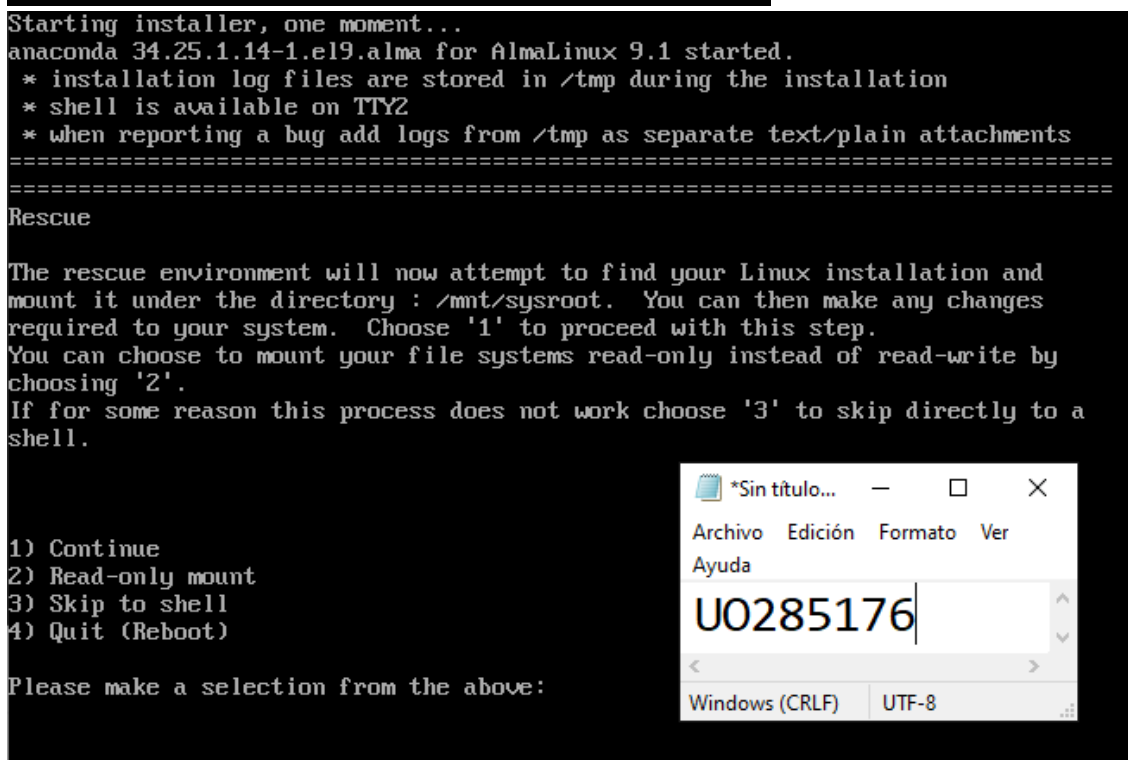 Starting installer, one moment...
anaconda 34.25.1.14-1.el9.alma for AlmaLinux 9.1 started.
 * installation log files are stored in /tmp during the installation
 * shell is available on TTY2
 * when reporting a bug add logs from /tmp as separate text/plain attachments
================================================================================
================================================================================
Rescue
The rescue environment will now attempt to find your Linux installation and
mount it under the directory : /mnt/sysroot.  You can then make any changes
required to your system.  Choose '1' to proceed with this step.
You can choose to mount your file systems read-only instead of read-write by
choosing '2'.
If for some reason this process does not work choose '3' to skip directly to a
shell.
1) Continue
2) Read-only mount
3) Skip to shell
4) Quit (Reboot)
Please make a selection from the above:
*Sin título...
Archivo Edición Formato Ver
Ayuda
UO285176
Windows (CRLF) UTF-8